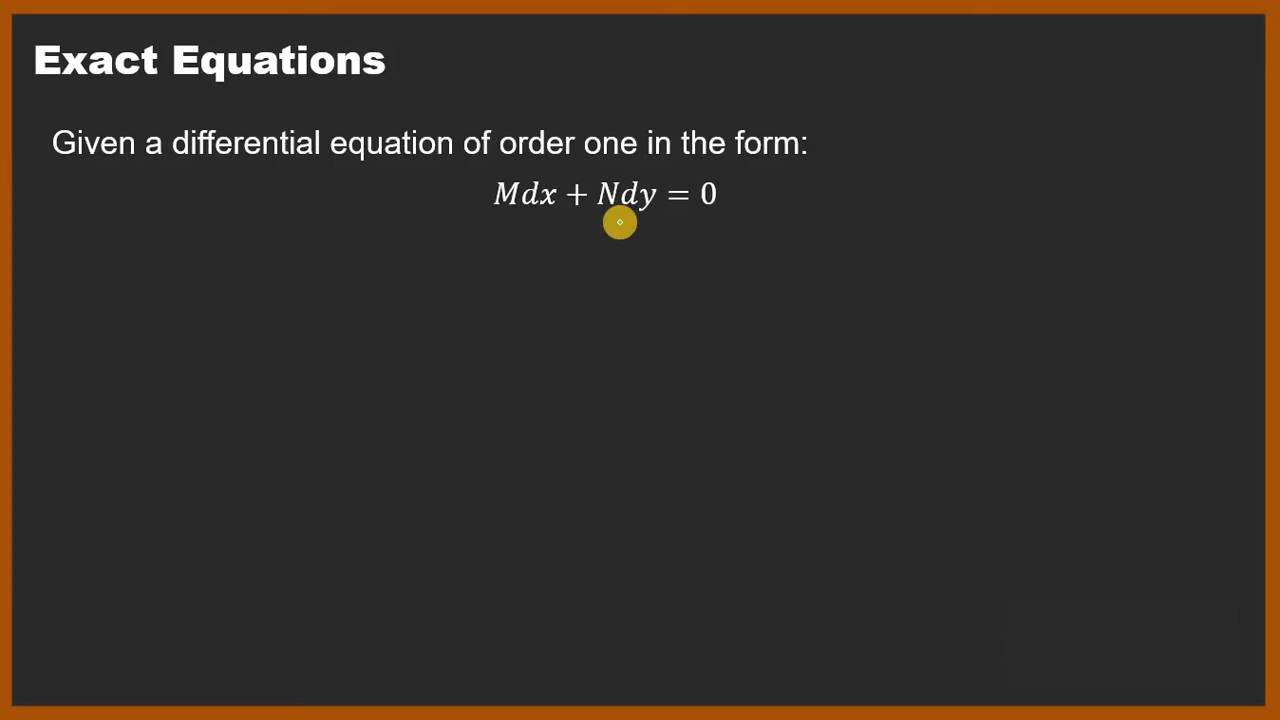 Exact Equations
Given a differential equation of order one in the form:
Mdx + Ndy = 0